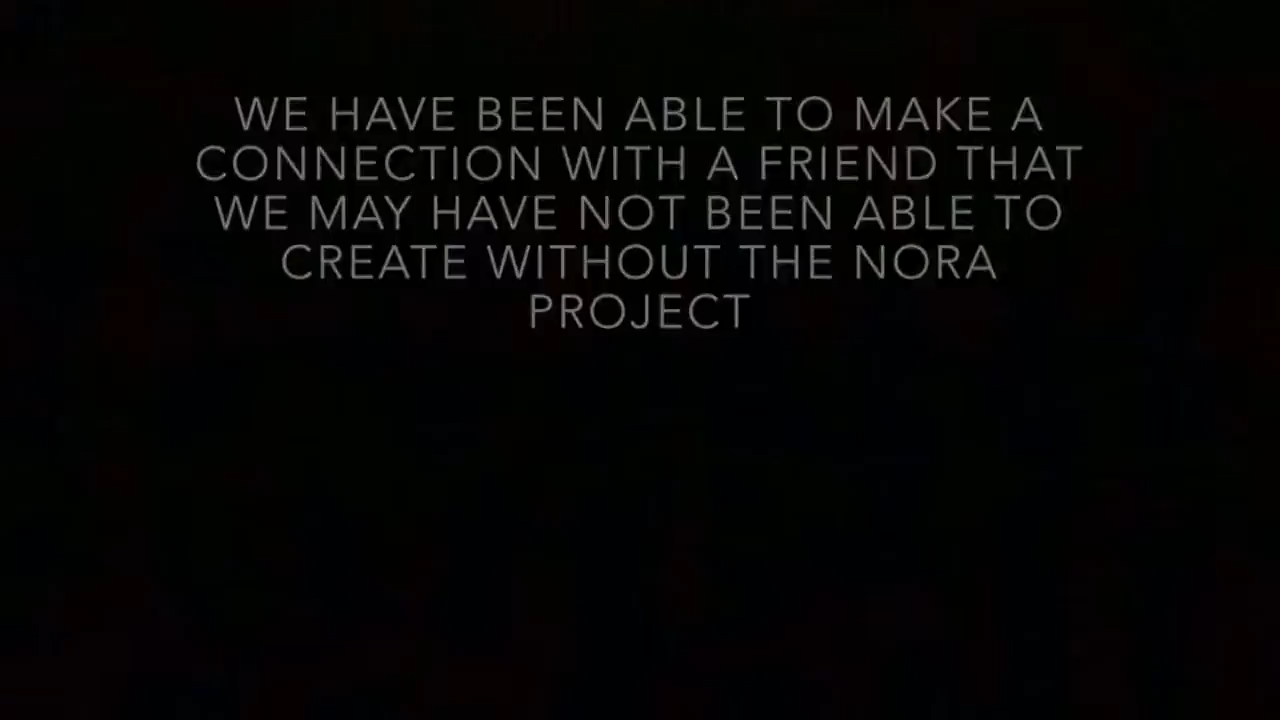 WE HAVE BEEN ABLE TO MAKE A
CONNECTION WITH A FRIEND THAT
WE MAY HAVE NOT BEEN ABLE TO
CREATE WITHOUT THE NORA
PROJECT